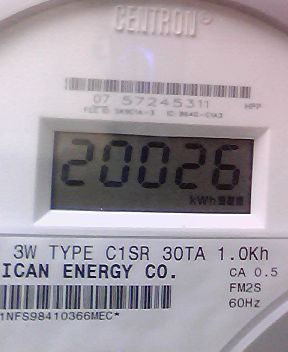 CENTRON®
07 57245311 HPP
20026
kWh
3W TYPE C1SR 30TA 1.0Kh
ICAN ENERGY CO. CA 0.5
FM2S
60Hz
1NFS98410366MEC*